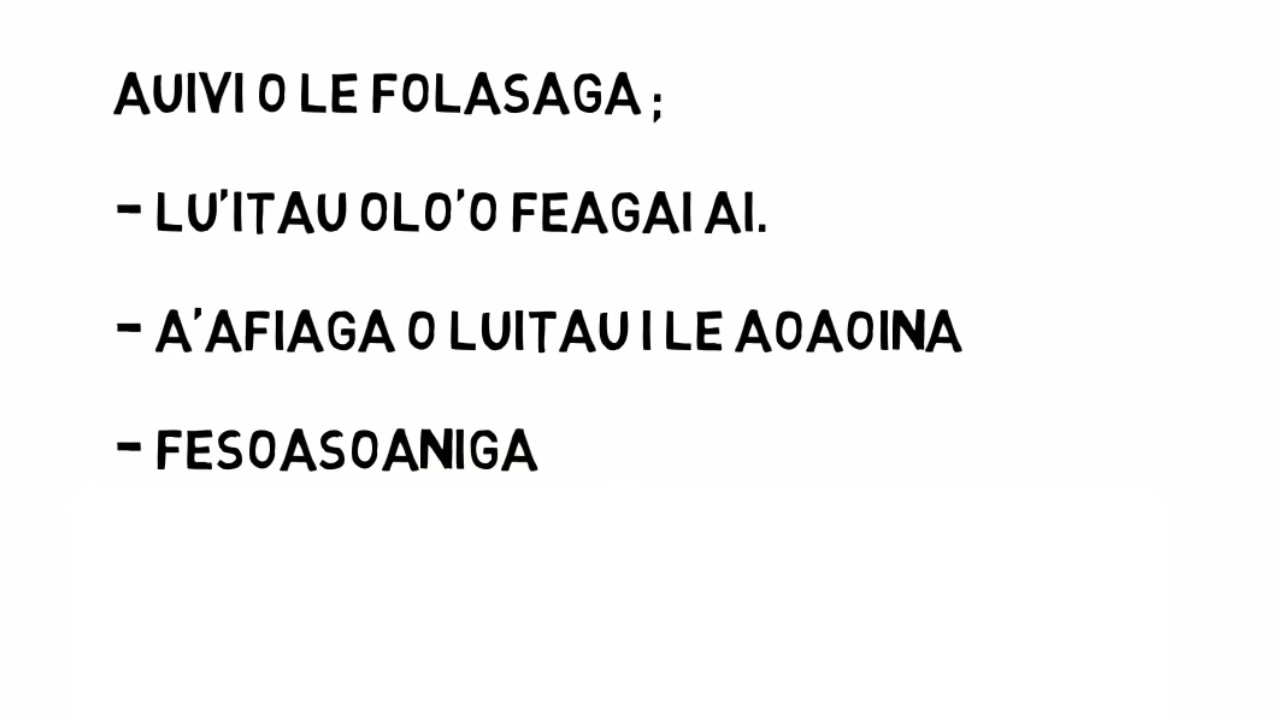 AUIVI O LE FOLASAGA ;
- LU'ITAU OLO'O FEAGAI AI.
- A'AFIAGA O LUITAU I LE AOAOINA
- FESOASOANIGA